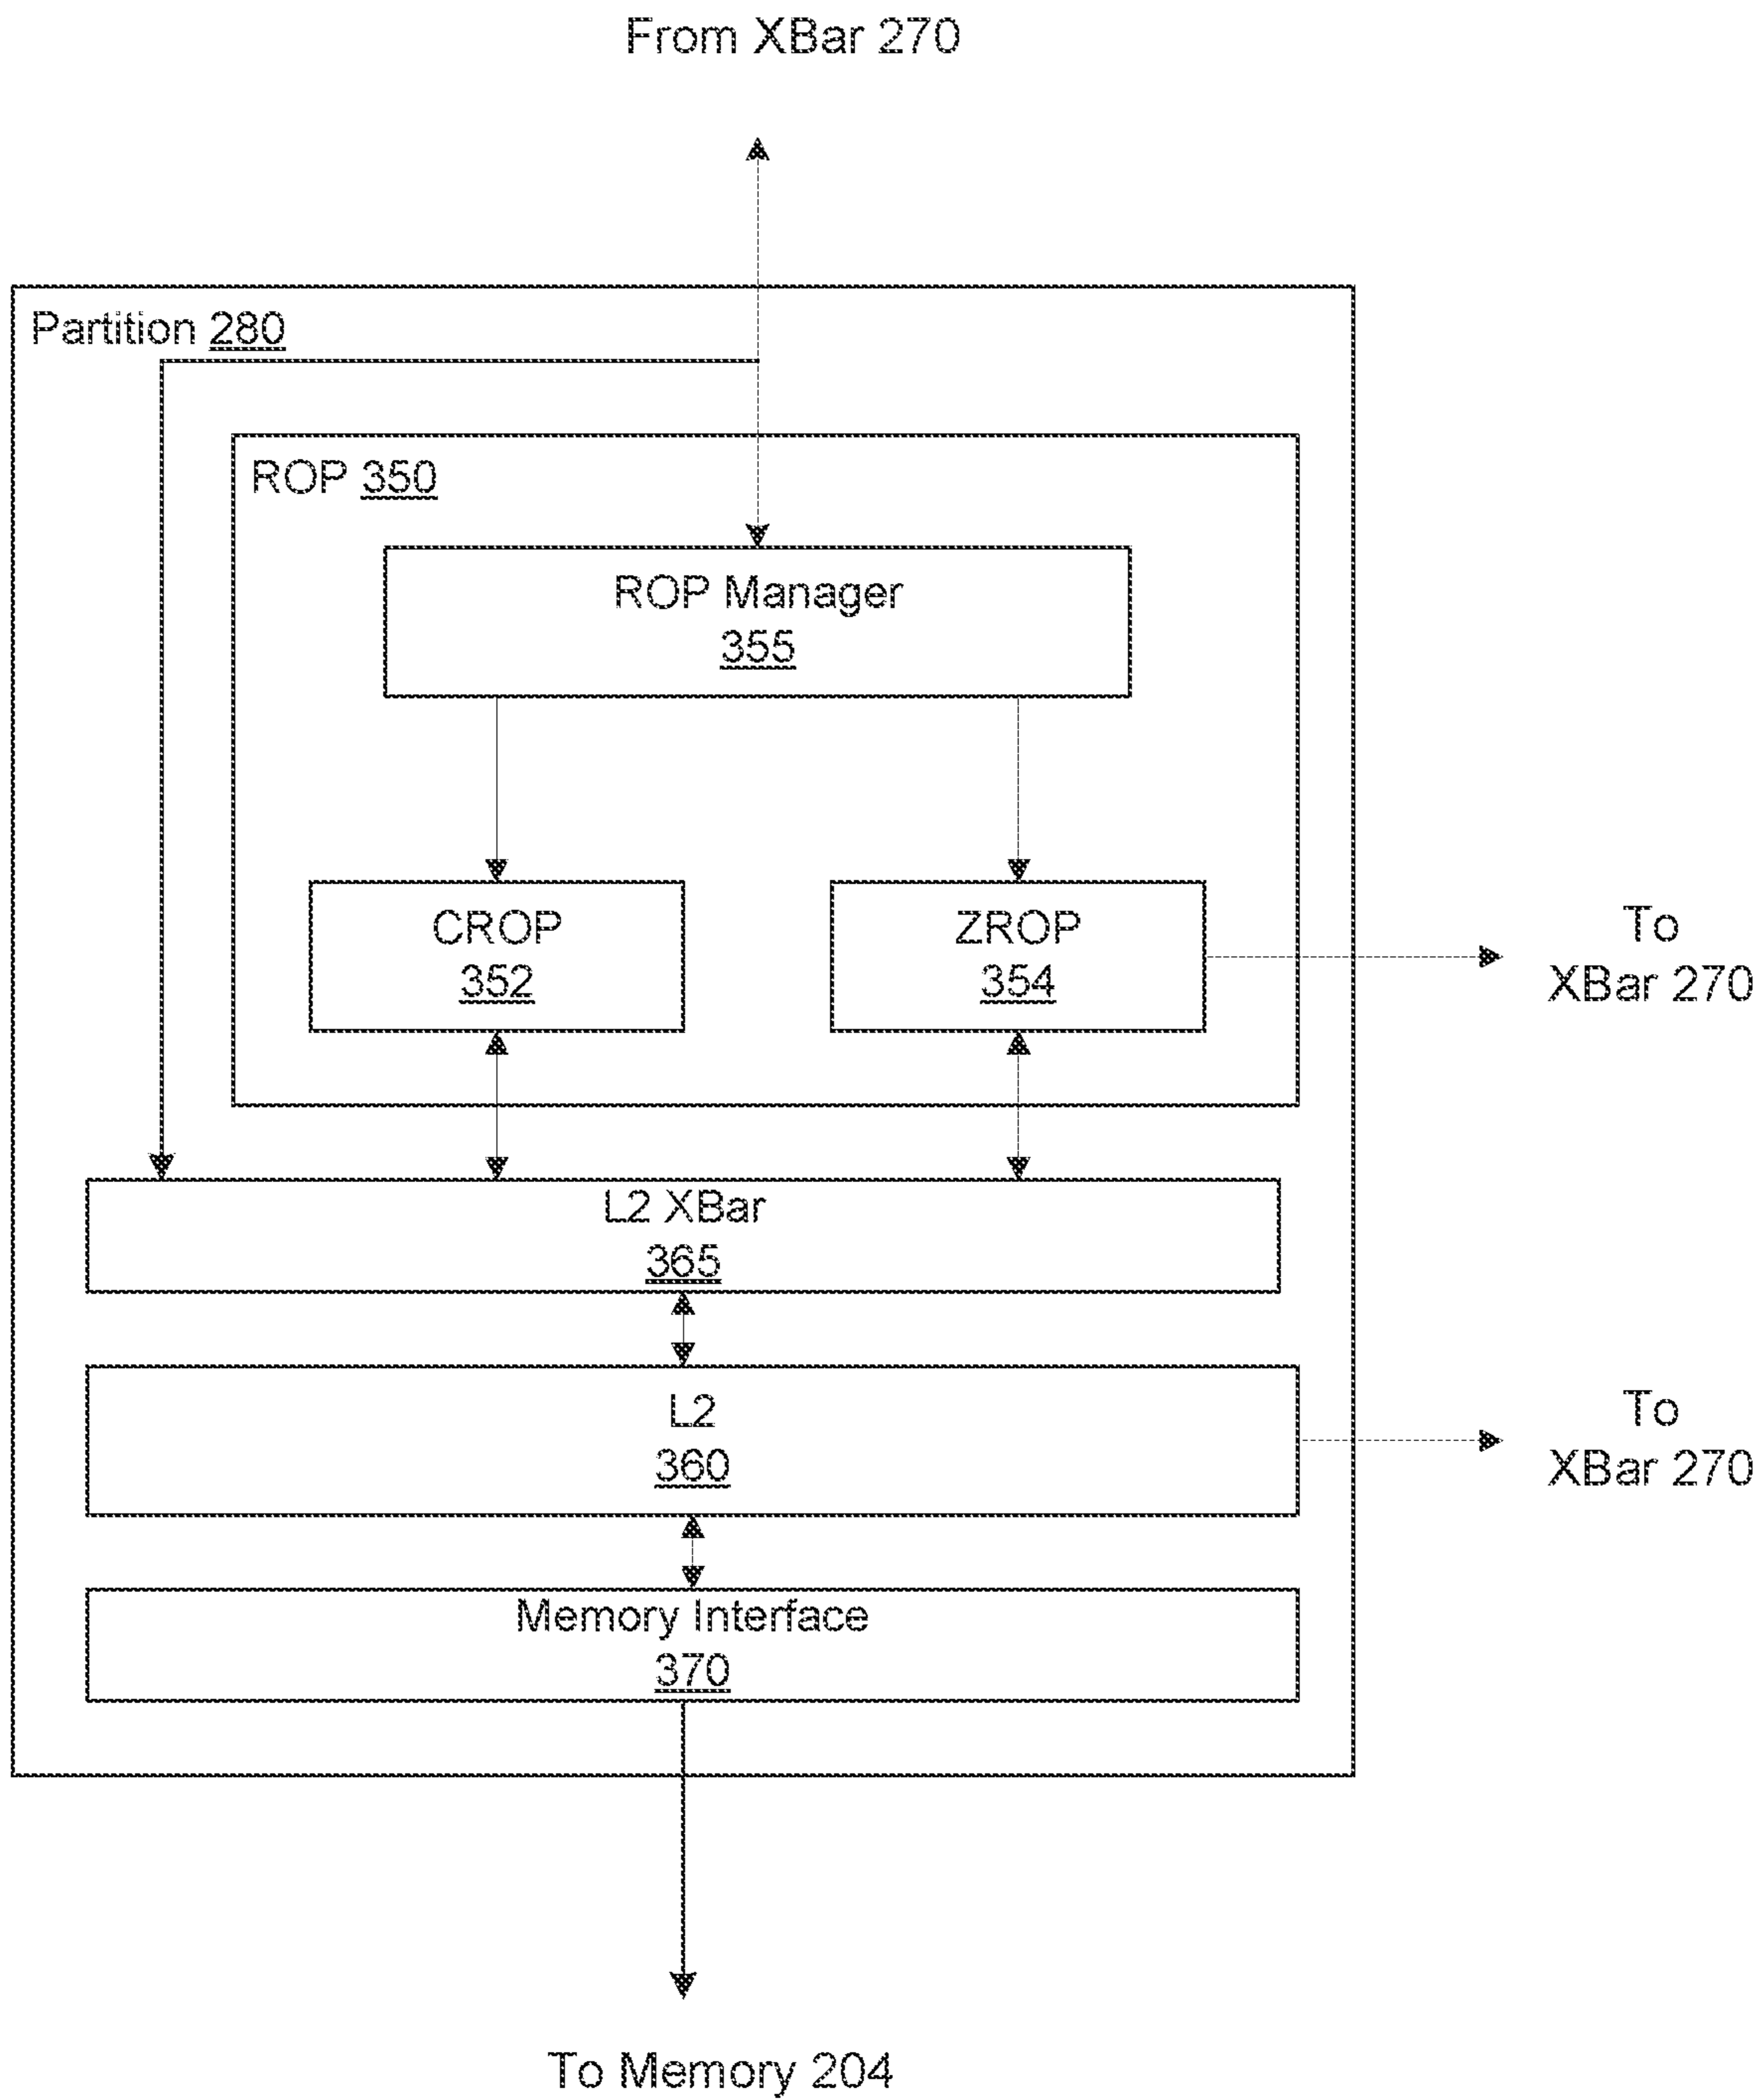 From XBar 270
Partition 280
ROP 350
ROP Manager
355
CROP
352
ZROP
354
To
XBar 270
L2 XBar
365
L2
360
To
XBar 270
Memory Interface
370
To Memory 204